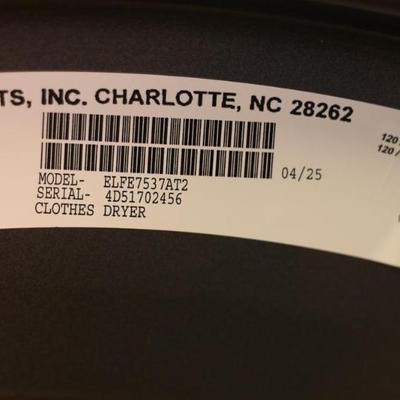 TS, INC. CHARLOTTE, NC 28262
120
120 /
04/25
MODEL- ELFE7537AT2
SERIAL- 4D51702456
CLOTHES DRYER